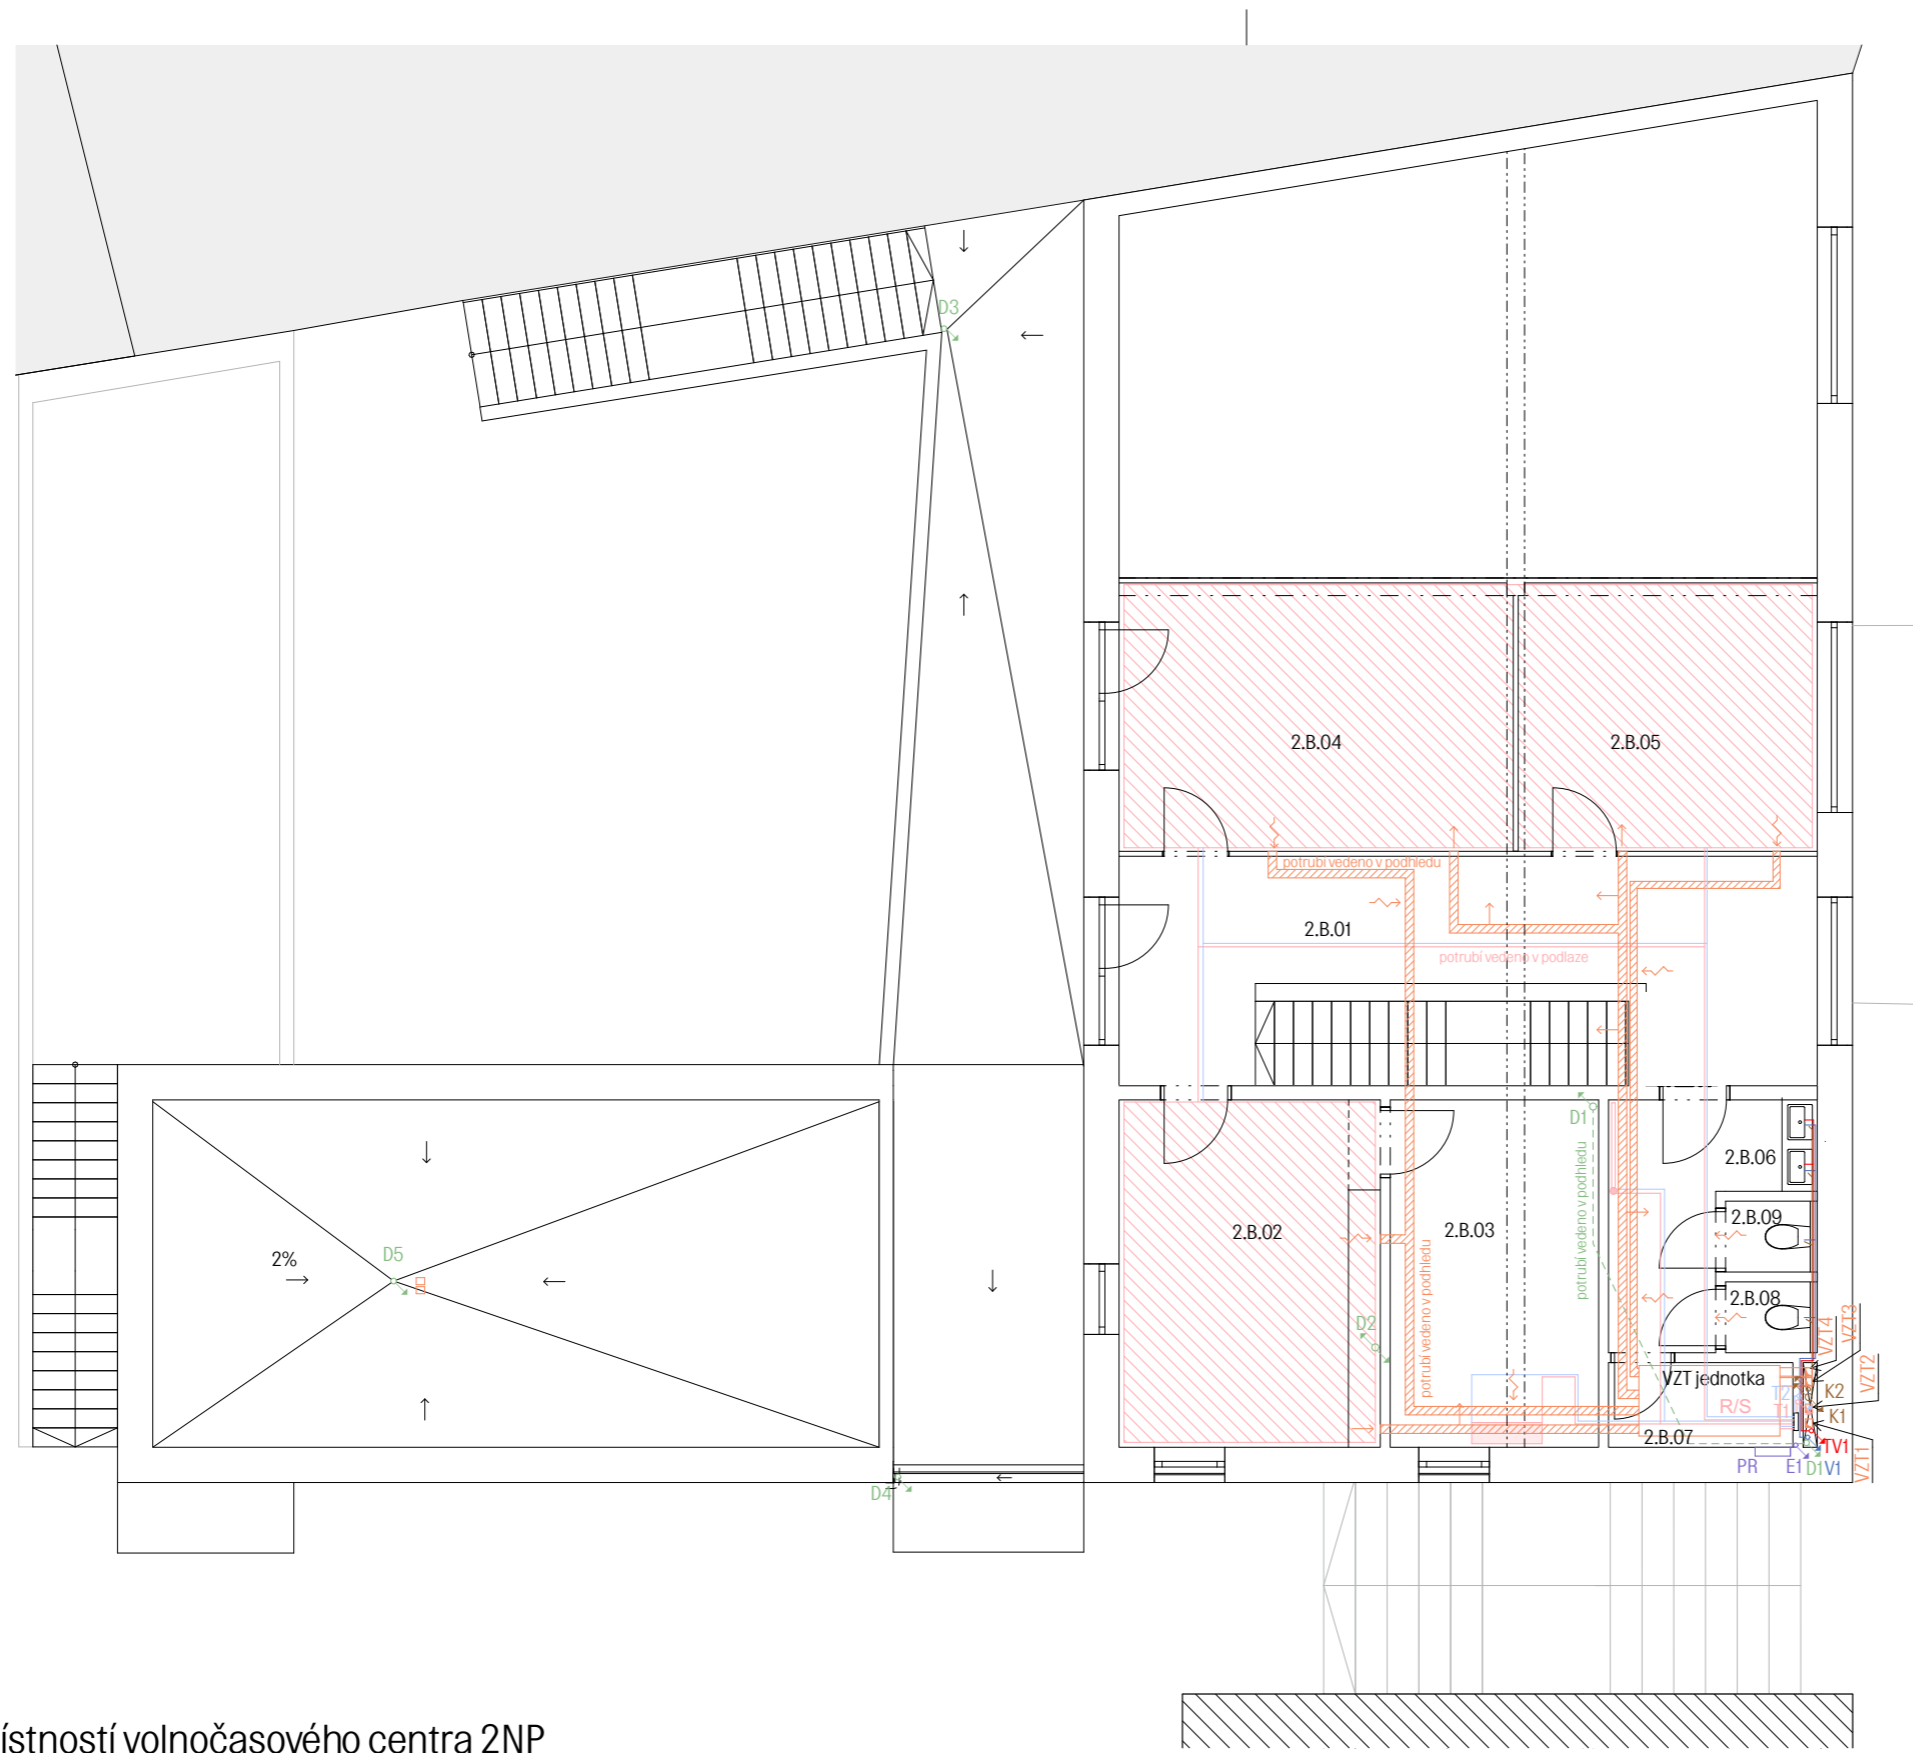 D3
2.B.04
2.B.05
potrubí vedeno v podhledu
2.B.01
potrubí vedeno v podlaze
D1
potrubí vedeno v podhledu
2.B.06
2.B.09
2.B.02
2.B.03
2%
D5
potrubí vedeno v podhledu
2.B.08
D2
VZT4
VZT3
VZT2
VZT jednotka
T2
K2
R/S
T1
K1
2.B.07
TV1
VZT1
PR
E1
D1
V1
D4
ístností volnočasového centra 2NP